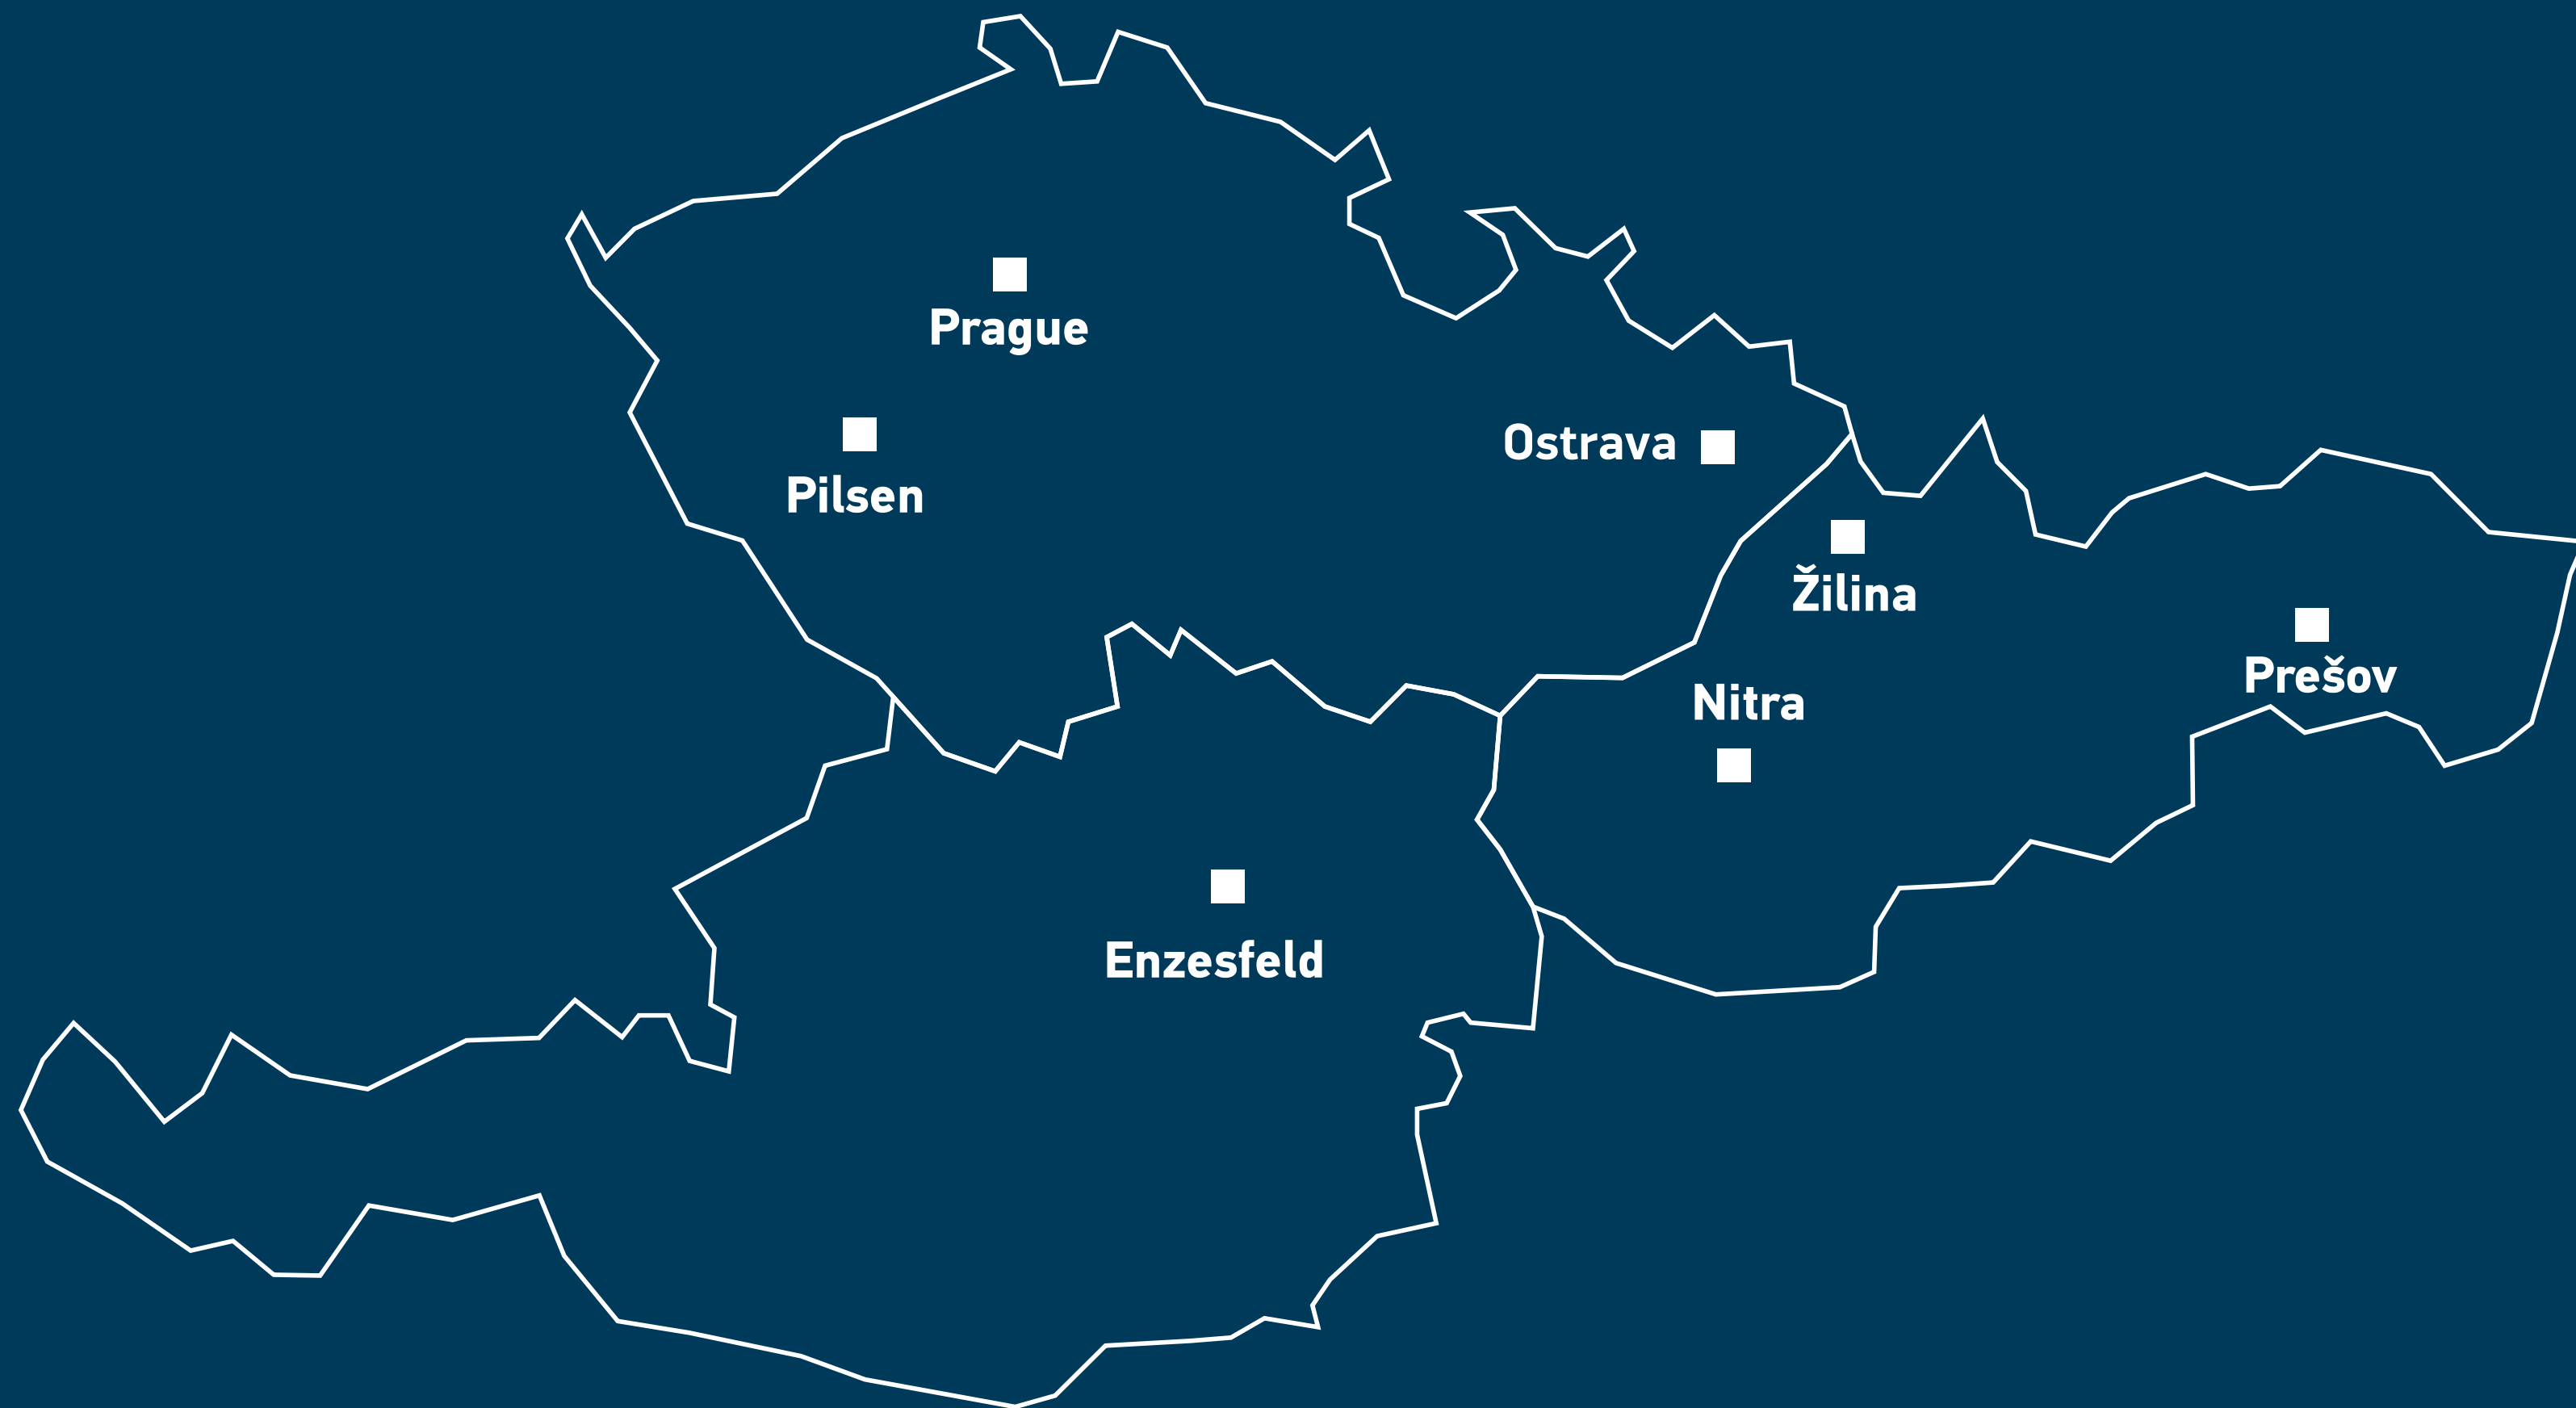 Prague
Ostrava
Pilsen
Žilina
Prešov
Nitra
Enzesfeld